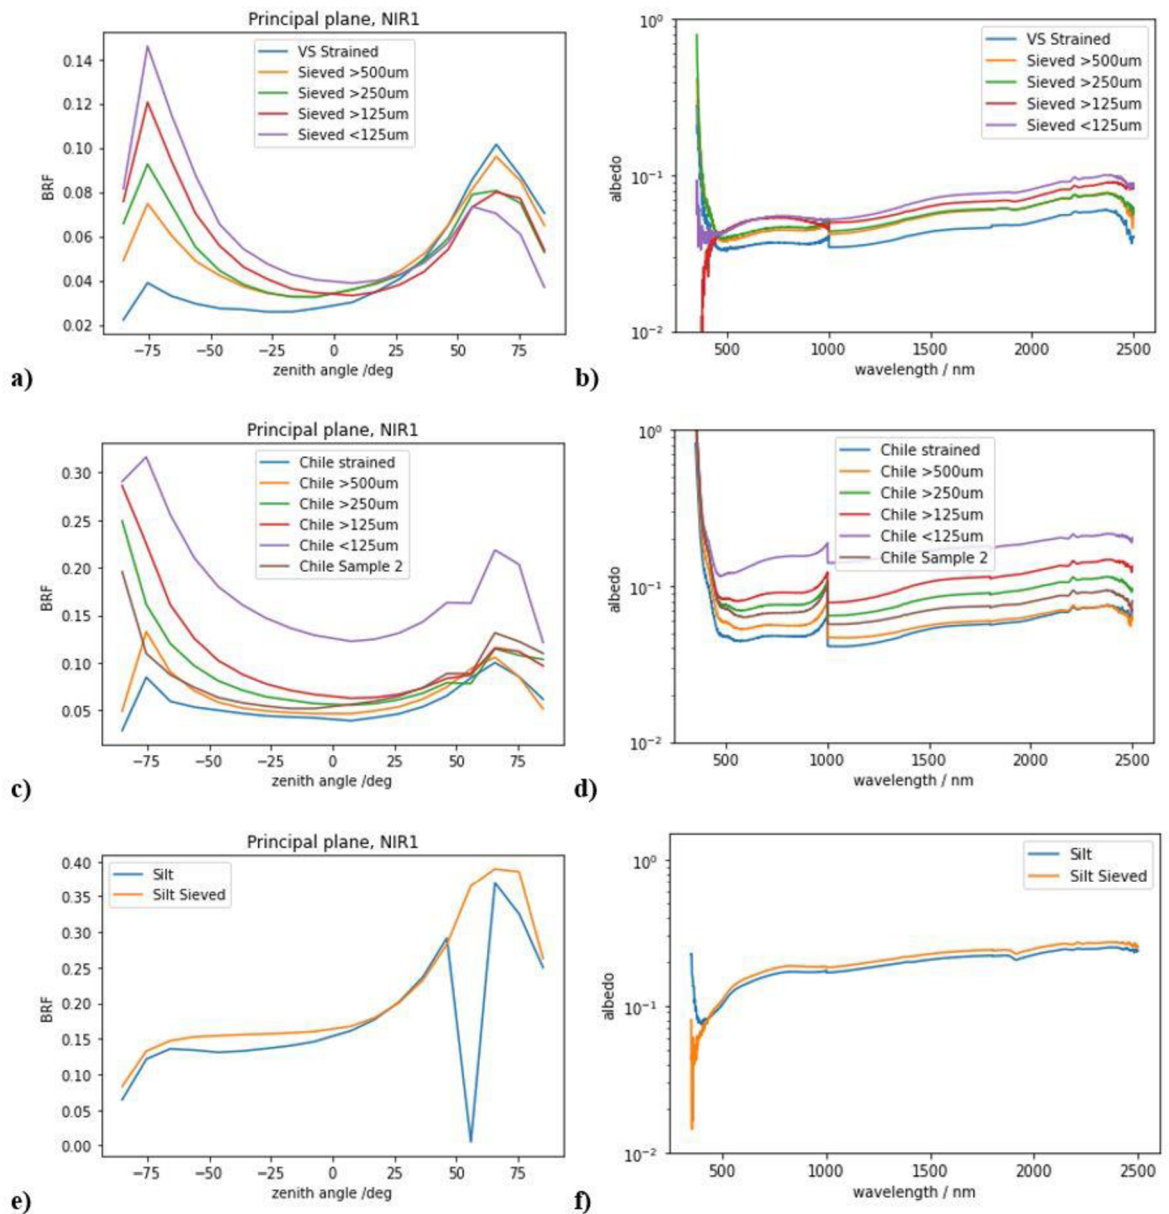 Principal plane, NIR1
BRF
0.14
0.12
0.10
0.08
0.06
0.04
0.02
VS Strained
Sieved >500um
Sieved >250um
Sieved >125um
Sieved <125um
−75 −50 −25 0 25 50 75
zenith angle /deg
a)
albedo
10⁰
10⁻¹
10⁻²
VS Strained
Sieved >500um
Sieved >250um
Sieved >125um
Sieved <125um
500 1000 1500 2000 2500
wavelength / nm
b)
Principal plane, NIR1
BRF
0.30
0.25
0.20
0.15
0.10
0.05
Chile strained
Chile >500um
Chile >250um
Chile >125um
Chile <125um
Chile Sample 2
−75 −50 −25 0 25 50 75
zenith angle /deg
c)
albedo
10⁰
10⁻¹
10⁻²
Chile strained
Chile >500um
Chile >250um
Chile >125um
Chile <125um
Chile Sample 2
500 1000 1500 2000 2500
wavelength / nm
d)
Principal plane, NIR1
BRF
0.40
0.35
0.30
0.25
0.20
0.15
0.10
0.05
0.00
Silt
Silt Sieved
−75 −50 −25 0 25 50 75
zenith angle /deg
e)
albedo
10⁰
10⁻¹
10⁻²
Silt
Silt Sieved
500 1000 1500 2000 2500
wavelength / nm
f)